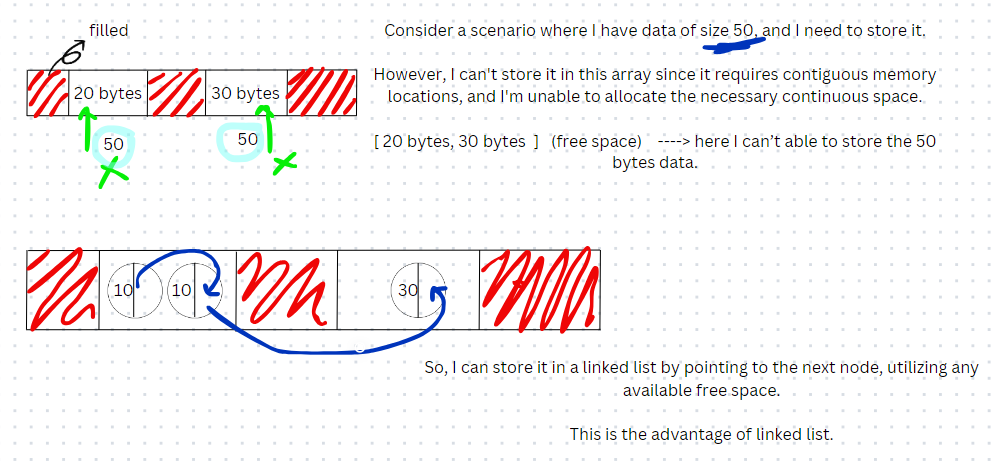 filled
Consider a scenario where I have data of size 50, and I need to store it.
However, I can't store it in this array since it requires contiguous memory
locations, and I'm unable to allocate the necessary continuous space.
20 bytes
30 bytes
50
50
[ 20 bytes, 30 bytes ] (free space) ----> here I can't able to store the 50
bytes data.
10
10
30
So, I can store it in a linked list by pointing to the next node, utilizing any
available free space.
This is the advantage of linked list.